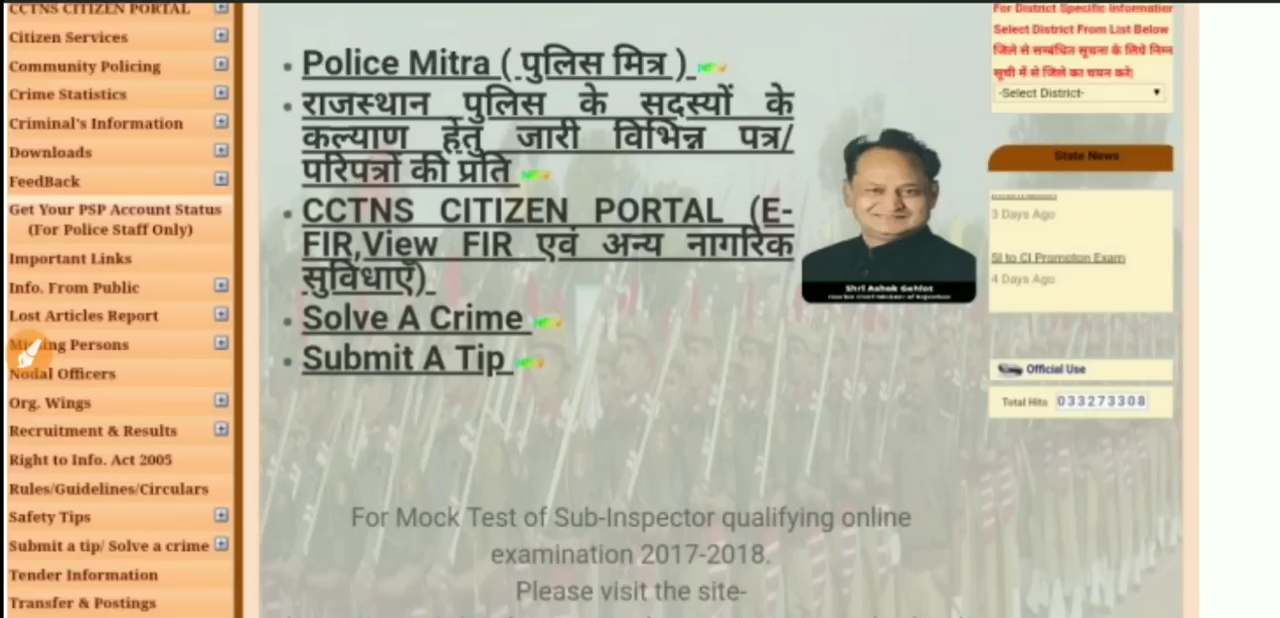 CCTNS CITIZEN PORTAL
Citizen Services
Community Policing
Crime Statistics
Criminal's Information
Downloads
FeedBack
Get Your PSP Account Status
(For Police Staff Only)
Important Links
Info. From Public
Lost Articles Report
Missing Persons
Nodal Officers
Org. Wings
Recruitment & Results
Right to Info. Act 2005
Rules/Guidelines/Circulars
Safety Tips
Submit a tip/ Solve a crime
Tender Information
Transfer & Postings
Police Mitra ( पुलिस मित्र )
राजस्थान पुलिस के सदस्यों के
कल्याण हेतु जारी विभिन्न पत्र/
परिपत्रों की प्रति
CCTNS CITIZEN PORTAL (E-
FIR,View FIR एवं अन्य नागरिक
सुविधाएँ)
Solve A Crime
Submit A Tip
Shri Ashok Gehlot
For Mock Test of Sub-Inspector qualifying online
examination 2017-2018.
Please visit the site-
For District Specific Information
Select District From List Below
जिले से सम्बंधित सूचना के लिये निम्न
सूची में से जिले का चयन करें|
-Select District-
State News
3 Days Ago
SI to CI Promoton Exam
4 Days Ago
Official Use
Total Hits 033273308